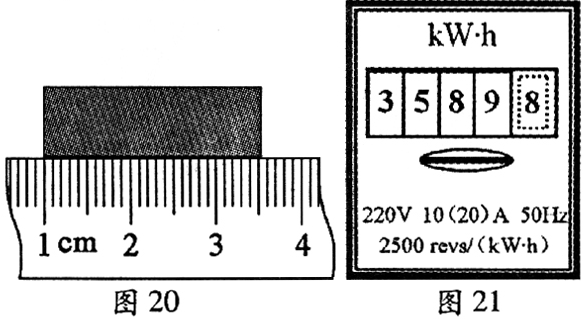 1 cm 2 3 4
图 20
kW·h
3 5 8 9 8
220V 10(20)A 50Hz
2500 revs/(kW·h)
图 21